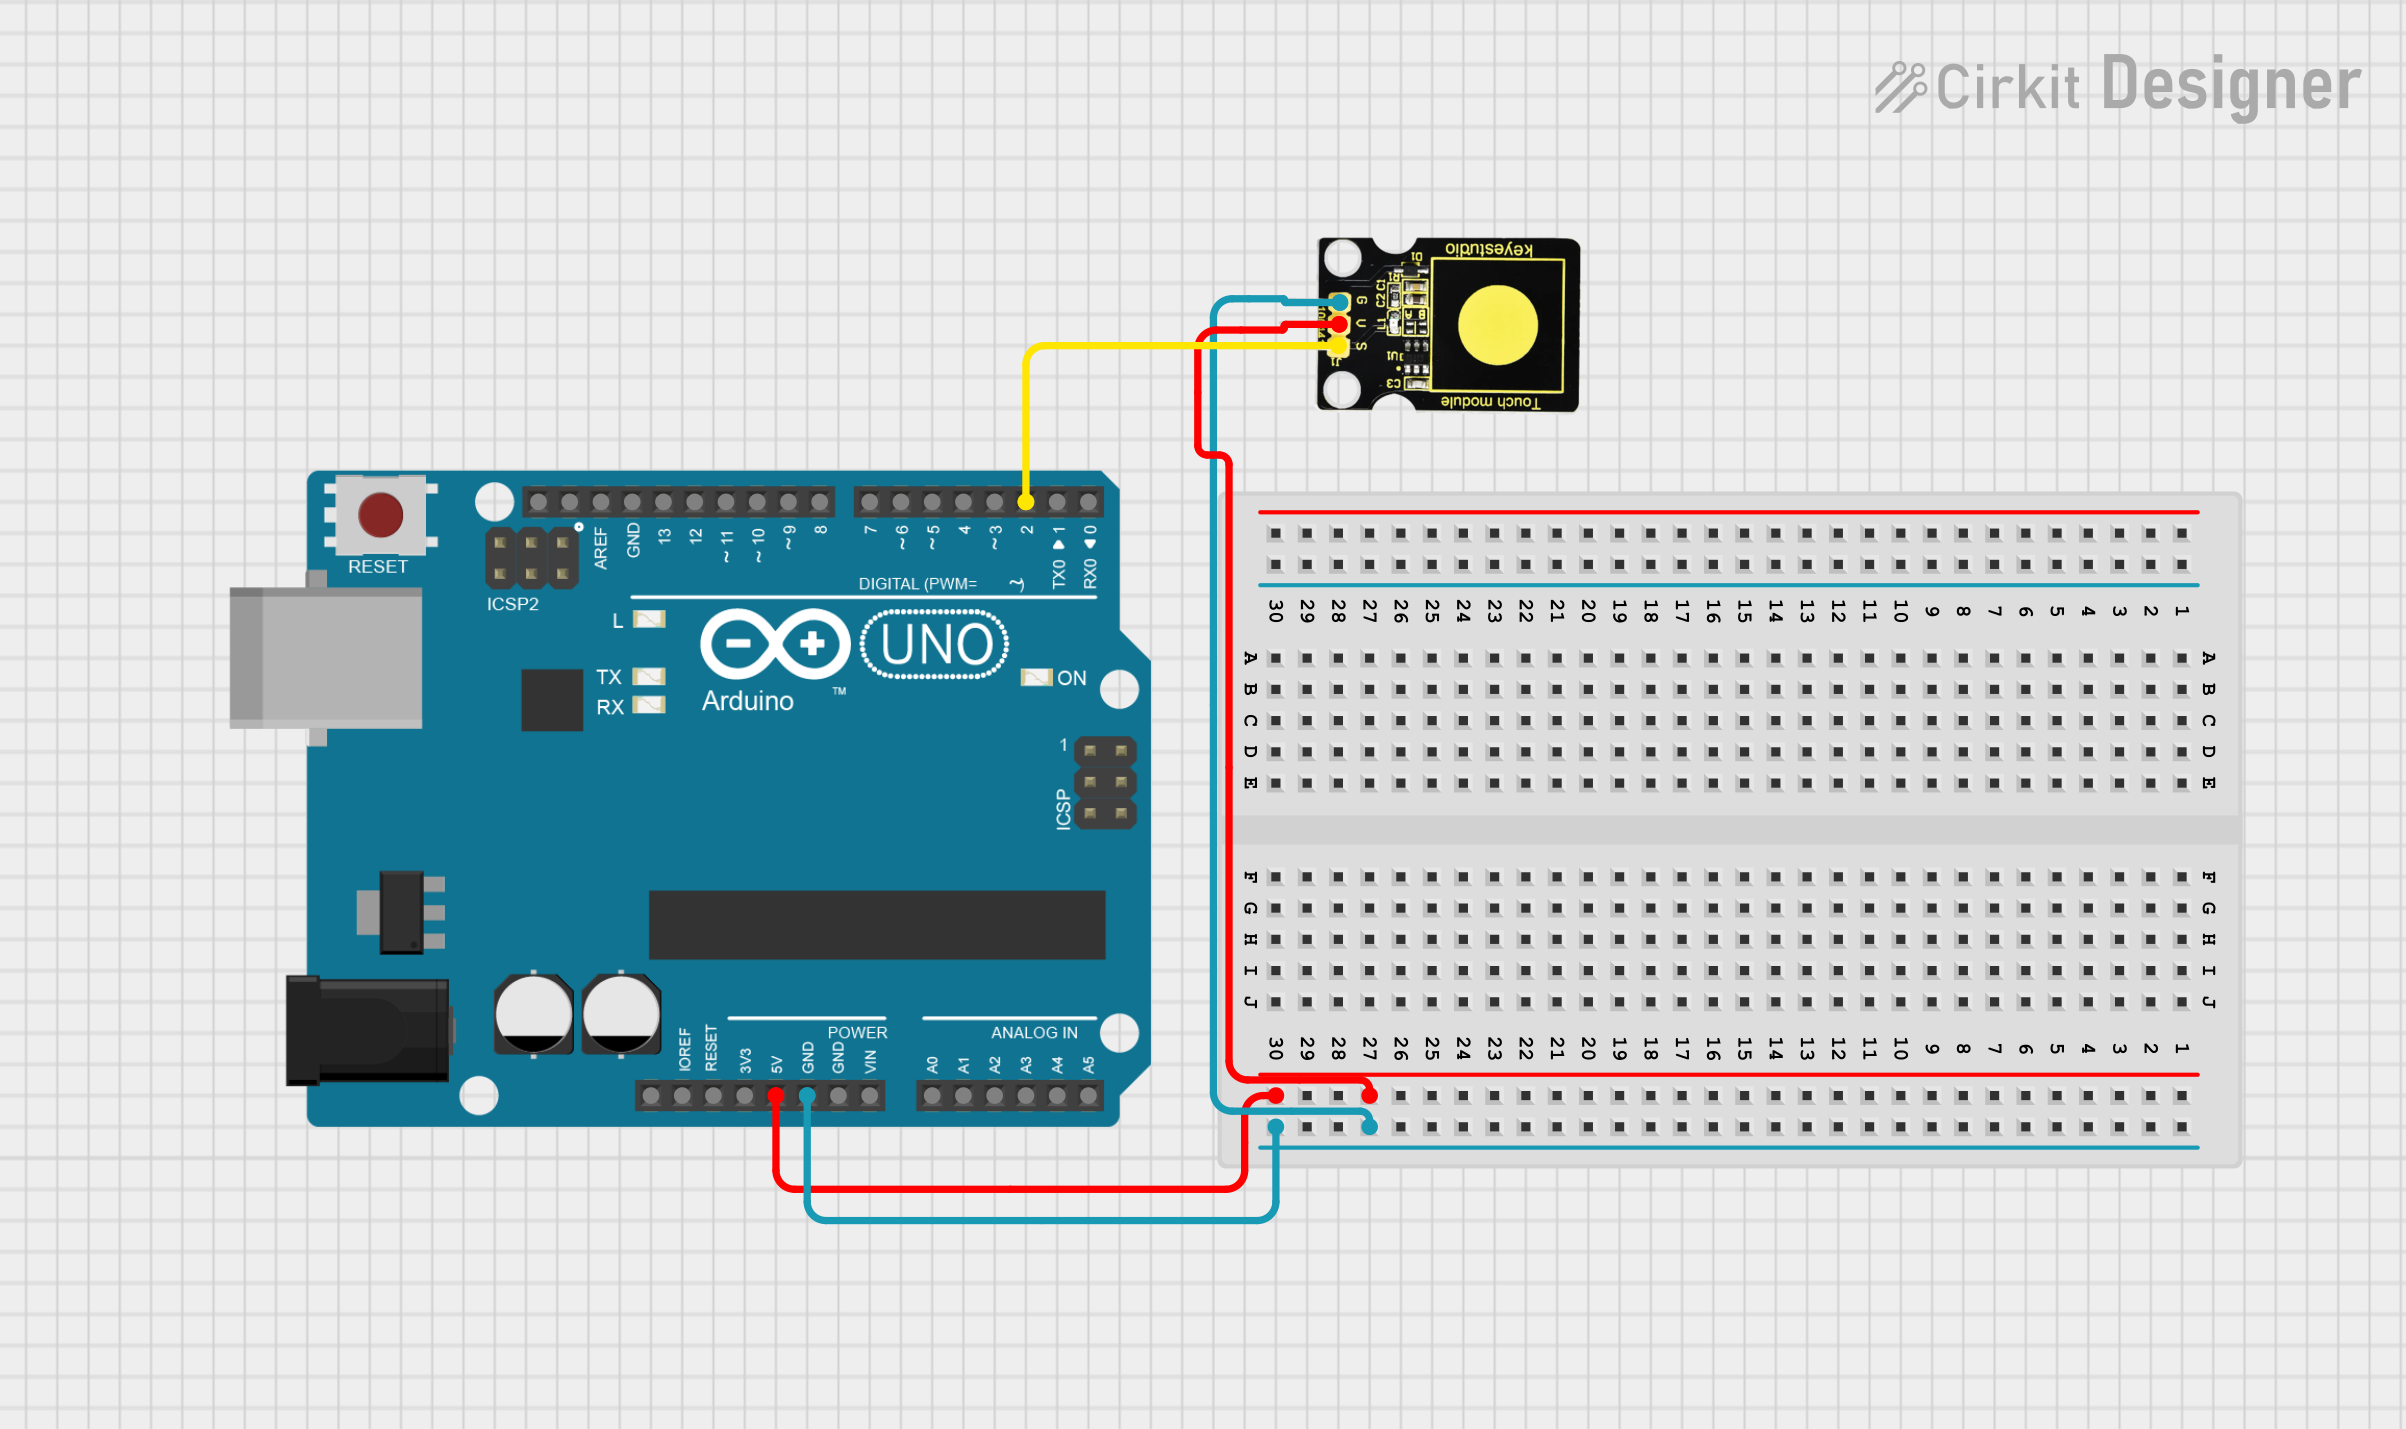 Cirkit Designer
keyestudio
D1
R1
C2 C1
G
V
S
L1
B A
U1
J1
C3
Touch module
RESET
ICSP2
AREF
GND
13
12
~ 11
~ 10
~ 9
8
7
~ 6
~ 5
4
~ 3
2
TX0 ▶ 1
RX0 ◀ 0
DIGITAL (PWM= ~)
L
TX
RX
UNO
Arduino
TM
ON
1
ICSP
POWER
ANALOG IN
IOREF
RESET
3V3
5V
GND
GND
VIN
A0
A1
A2
A3
A4
A5
30 29 28 27 26 25 24 23 22 21 20 19 18 17 16 15 14 13 12 11 10 9 8 7 6 5 4 3 2 1
A A
B B
C C
D D
E E
F F
G G
H H
I I
J J
30 29 28 27 26 25 24 23 22 21 20 19 18 17 16 15 14 13 12 11 10 9 8 7 6 5 4 3 2 1